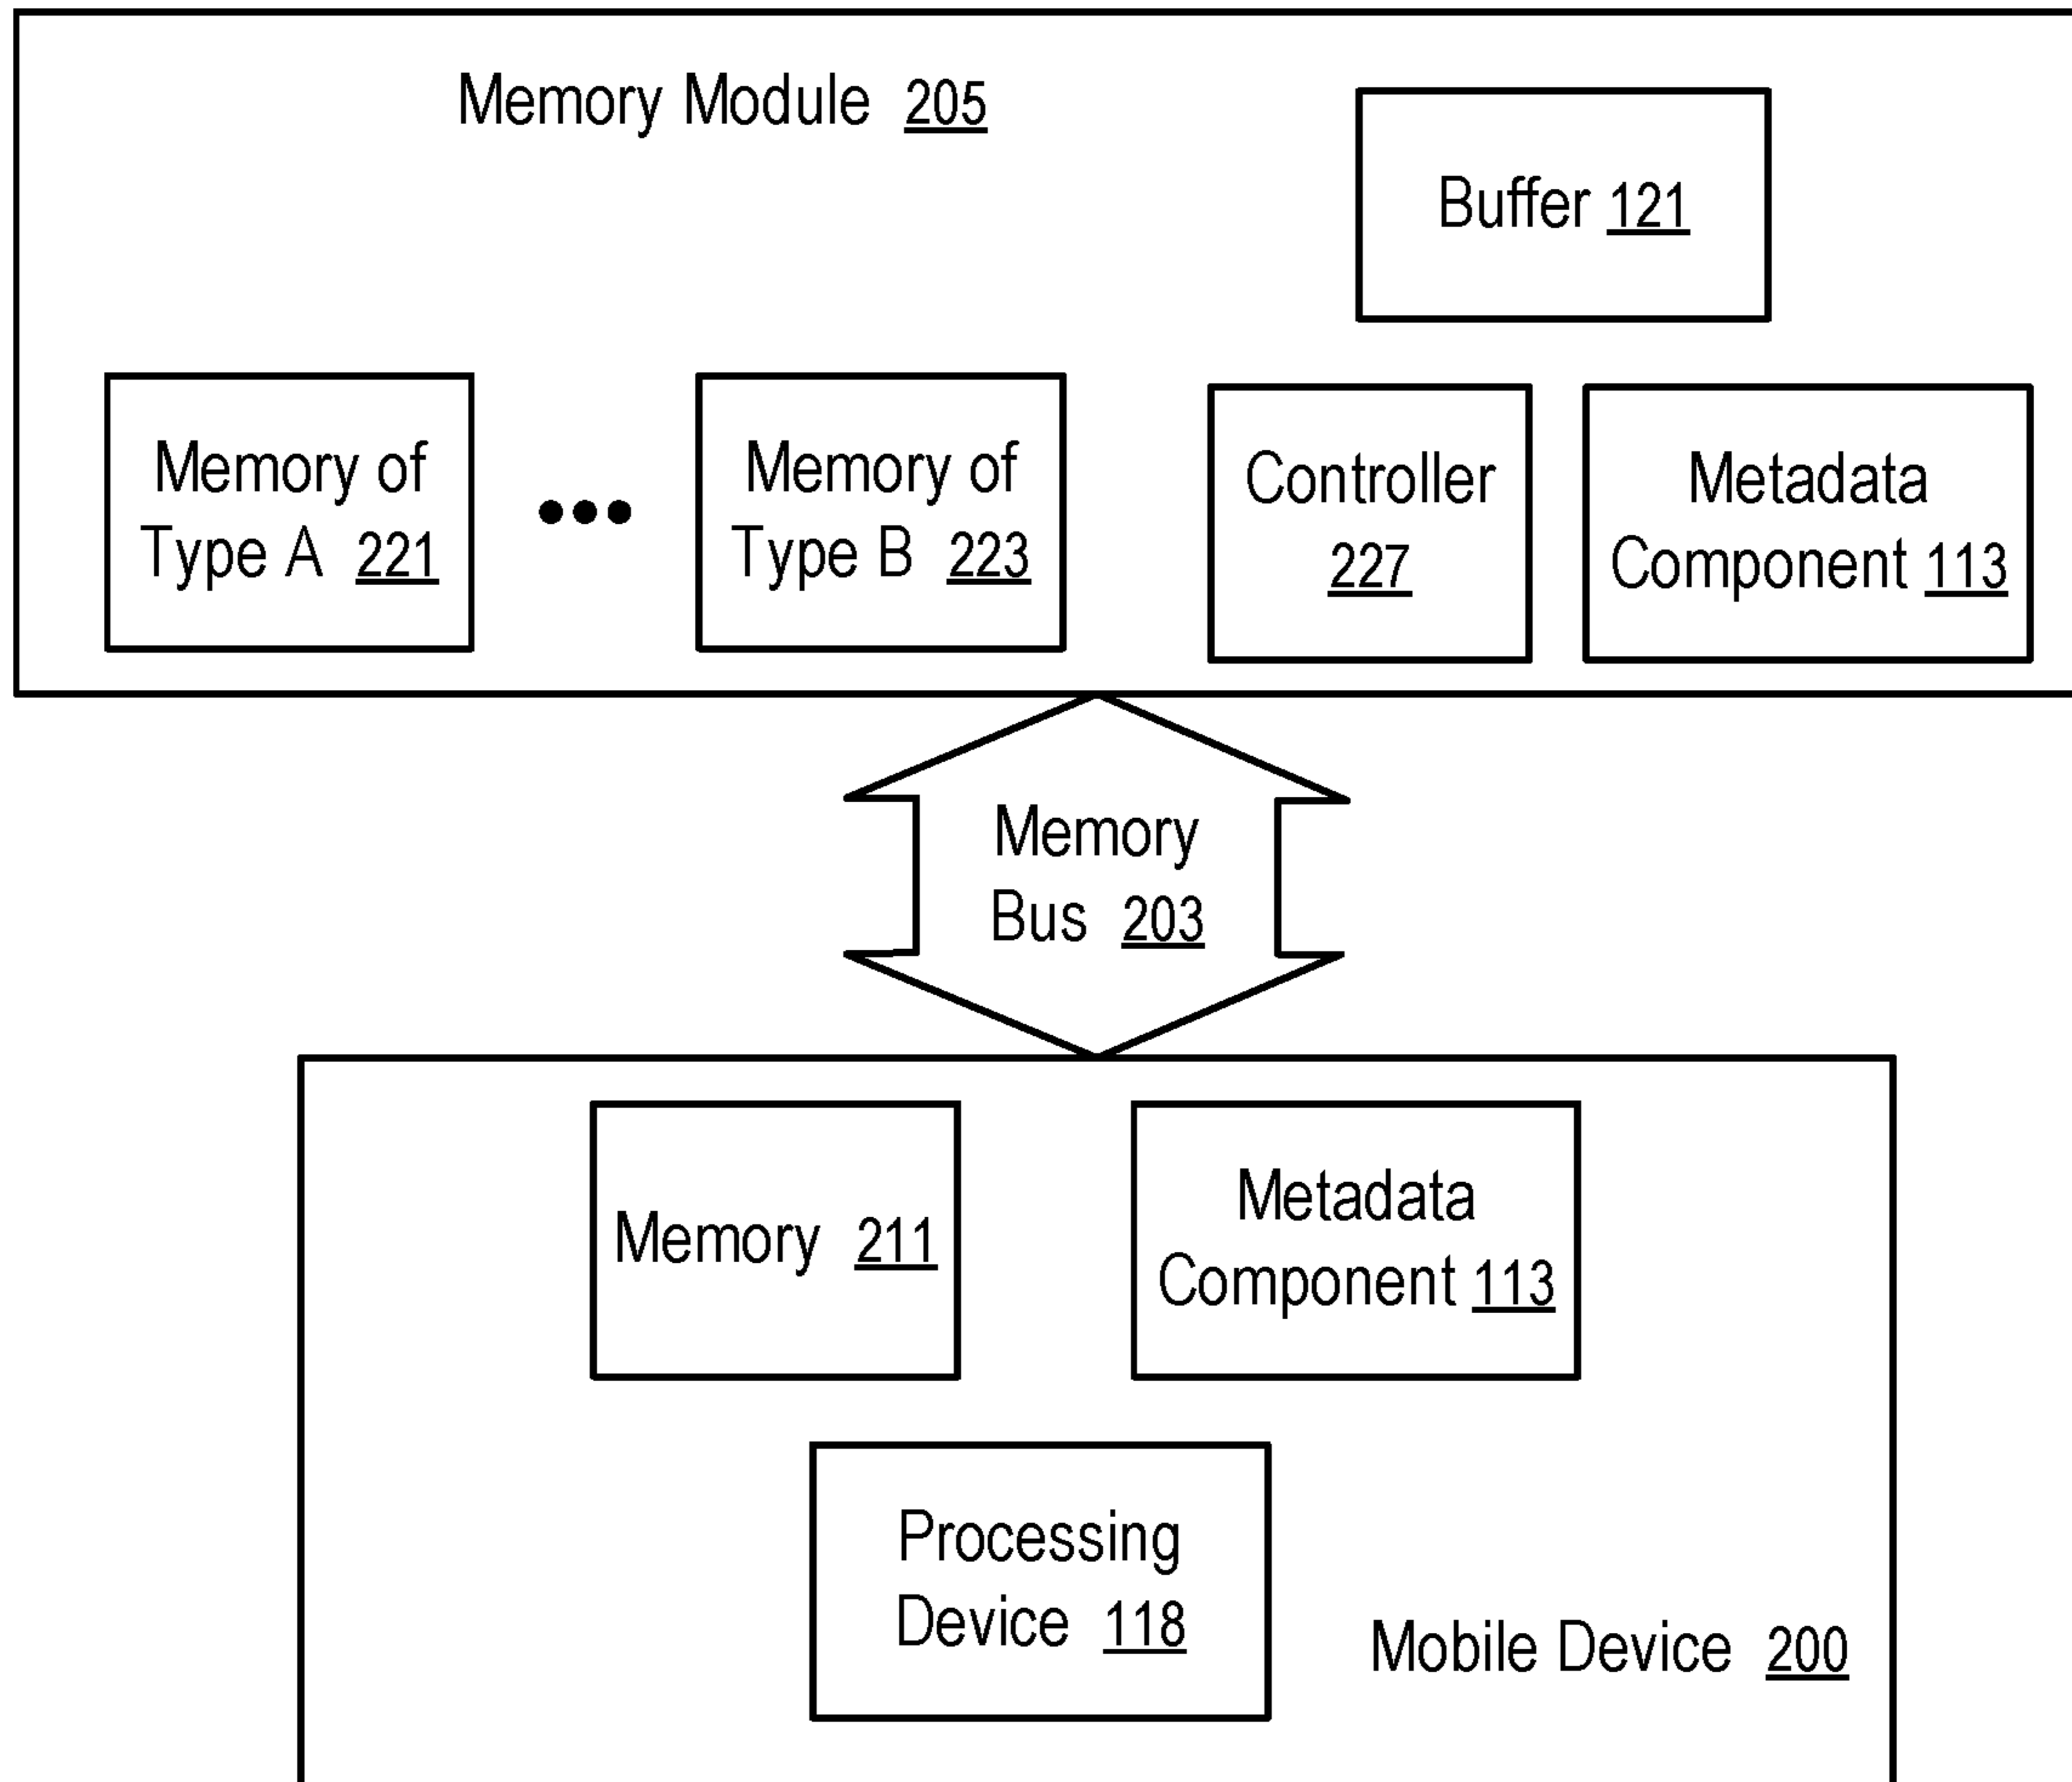 Memory Module 205
Buffer 121
Memory of
Type A 221
Memory of
Type B 223
Controller
227
Metadata
Component 113
Memory
Bus 203
Memory 211
Metadata
Component 113
Processing
Device 118
Mobile Device 200